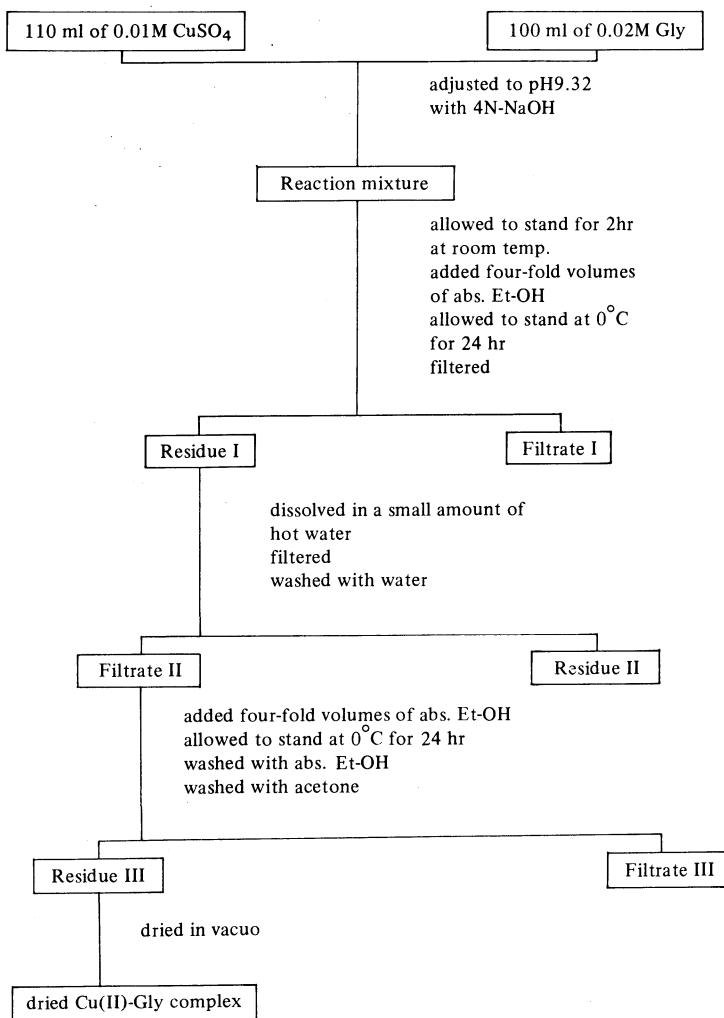 110 ml of 0.01M CuSO4
100 ml of 0.02M Gly
adjusted to pH9.32
with 4N-NaOH
Reaction mixture
allowed to stand for 2hr
at room temp.
added four-fold volumes
of abs. Et-OH
allowed to stand at 0°C
for 24 hr
filtered
Residue I
Filtrate I
dissolved in a small amount of
hot water
filtered
washed with water
Filtrate II
Residue II
added four-fold volumes of abs. Et-OH
allowed to stand at 0°C for 24 hr
washed with abs. Et-OH
washed with acetone
Residue III
Filtrate III
dried in vacuo
dried Cu(II)-Gly complex